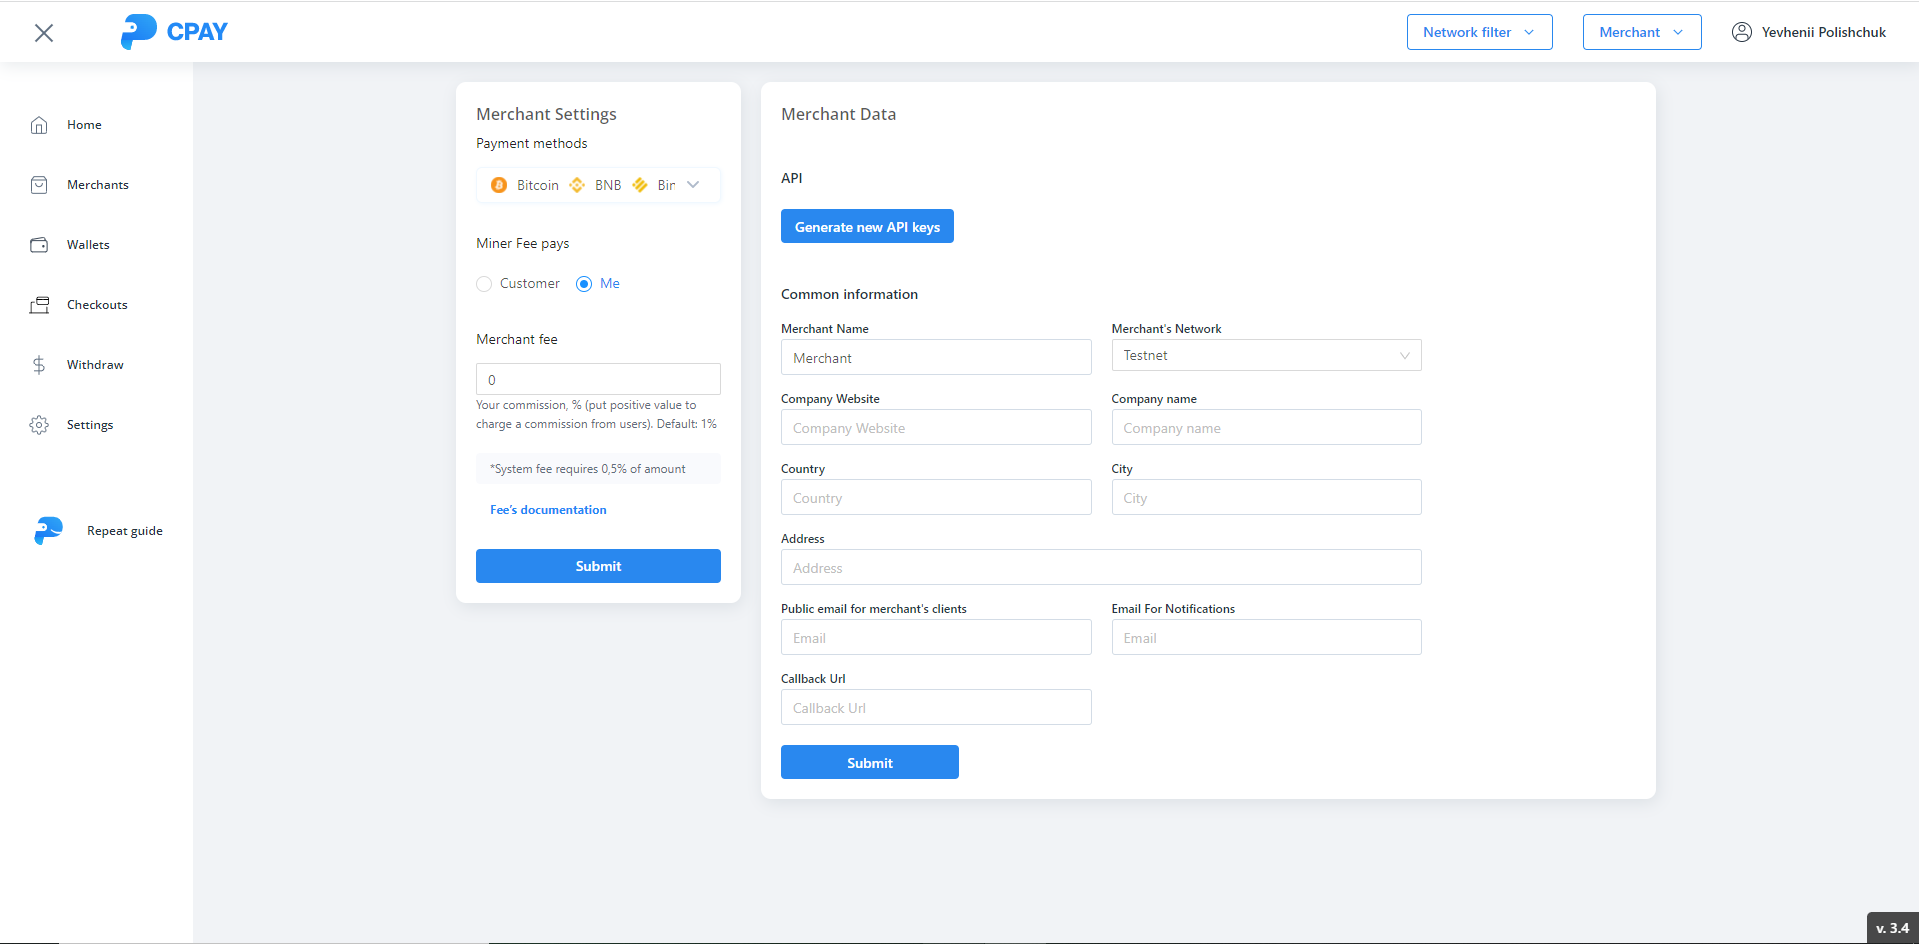 CPAY
Network filter
Merchant
Yevhenii Polishchuk
Home
Merchants
Wallets
Checkouts
Withdraw
Settings
Repeat guide
Merchant Settings
Payment methods
Bitcoin BNB Bin
Miner Fee pays
Customer Me
Merchant fee
0
Your commission, % (put positive value to
charge a commission from users). Default: 1%
*System fee requires 0,5% of amount
Fee's documentation
Submit
Merchant Data
API
Generate new API keys
Common information
Merchant Name Merchant's Network
Merchant Testnet
Company Website Company name
Company Website Company name
Country City
Country City
Address
Address
Public email for merchant's clients Email For Notifications
Email Email
Callback Url
Callback Url
Submit
v. 3.4